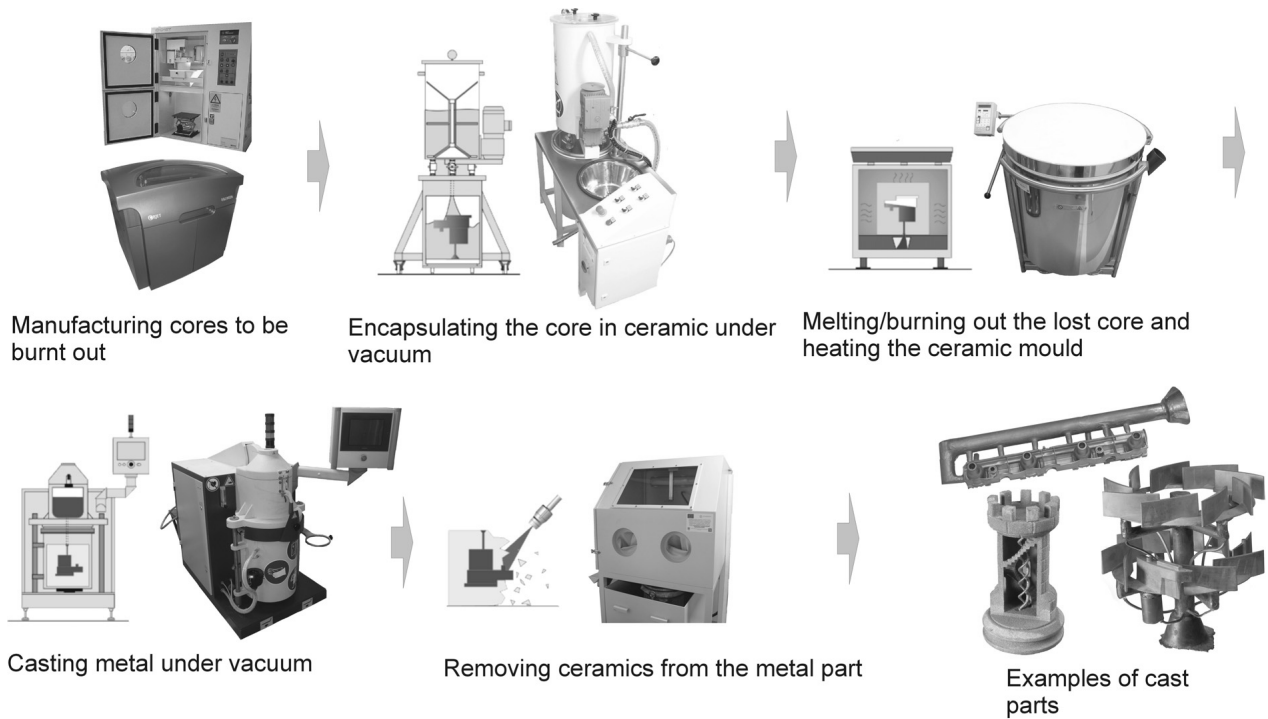 Manufacturing cores to be
burnt out
Encapsulating the core in ceramic under
vacuum
Melting/burning out the lost core and
heating the ceramic mould
Casting metal under vacuum
Removing ceramics from the metal part
Examples of cast
parts